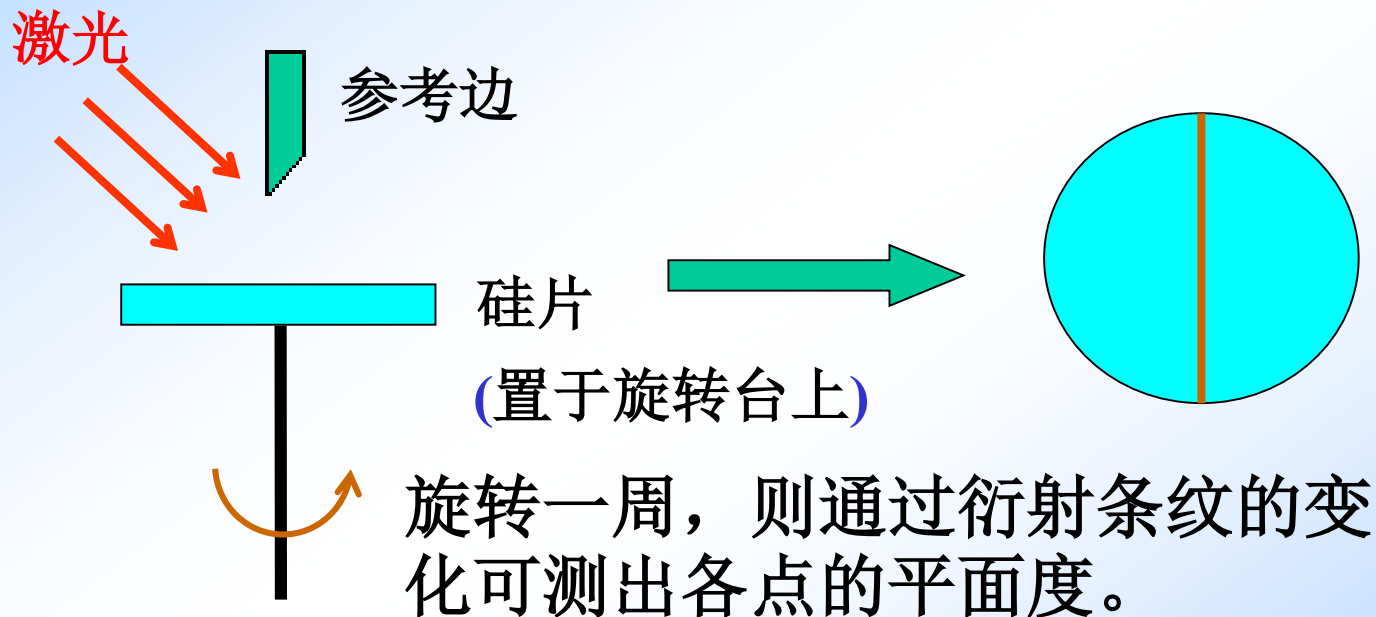 激光
参考边
硅片
(置于旋转台上)
旋转一周，则通过衍射条纹的变
化可测出各点的平面度。